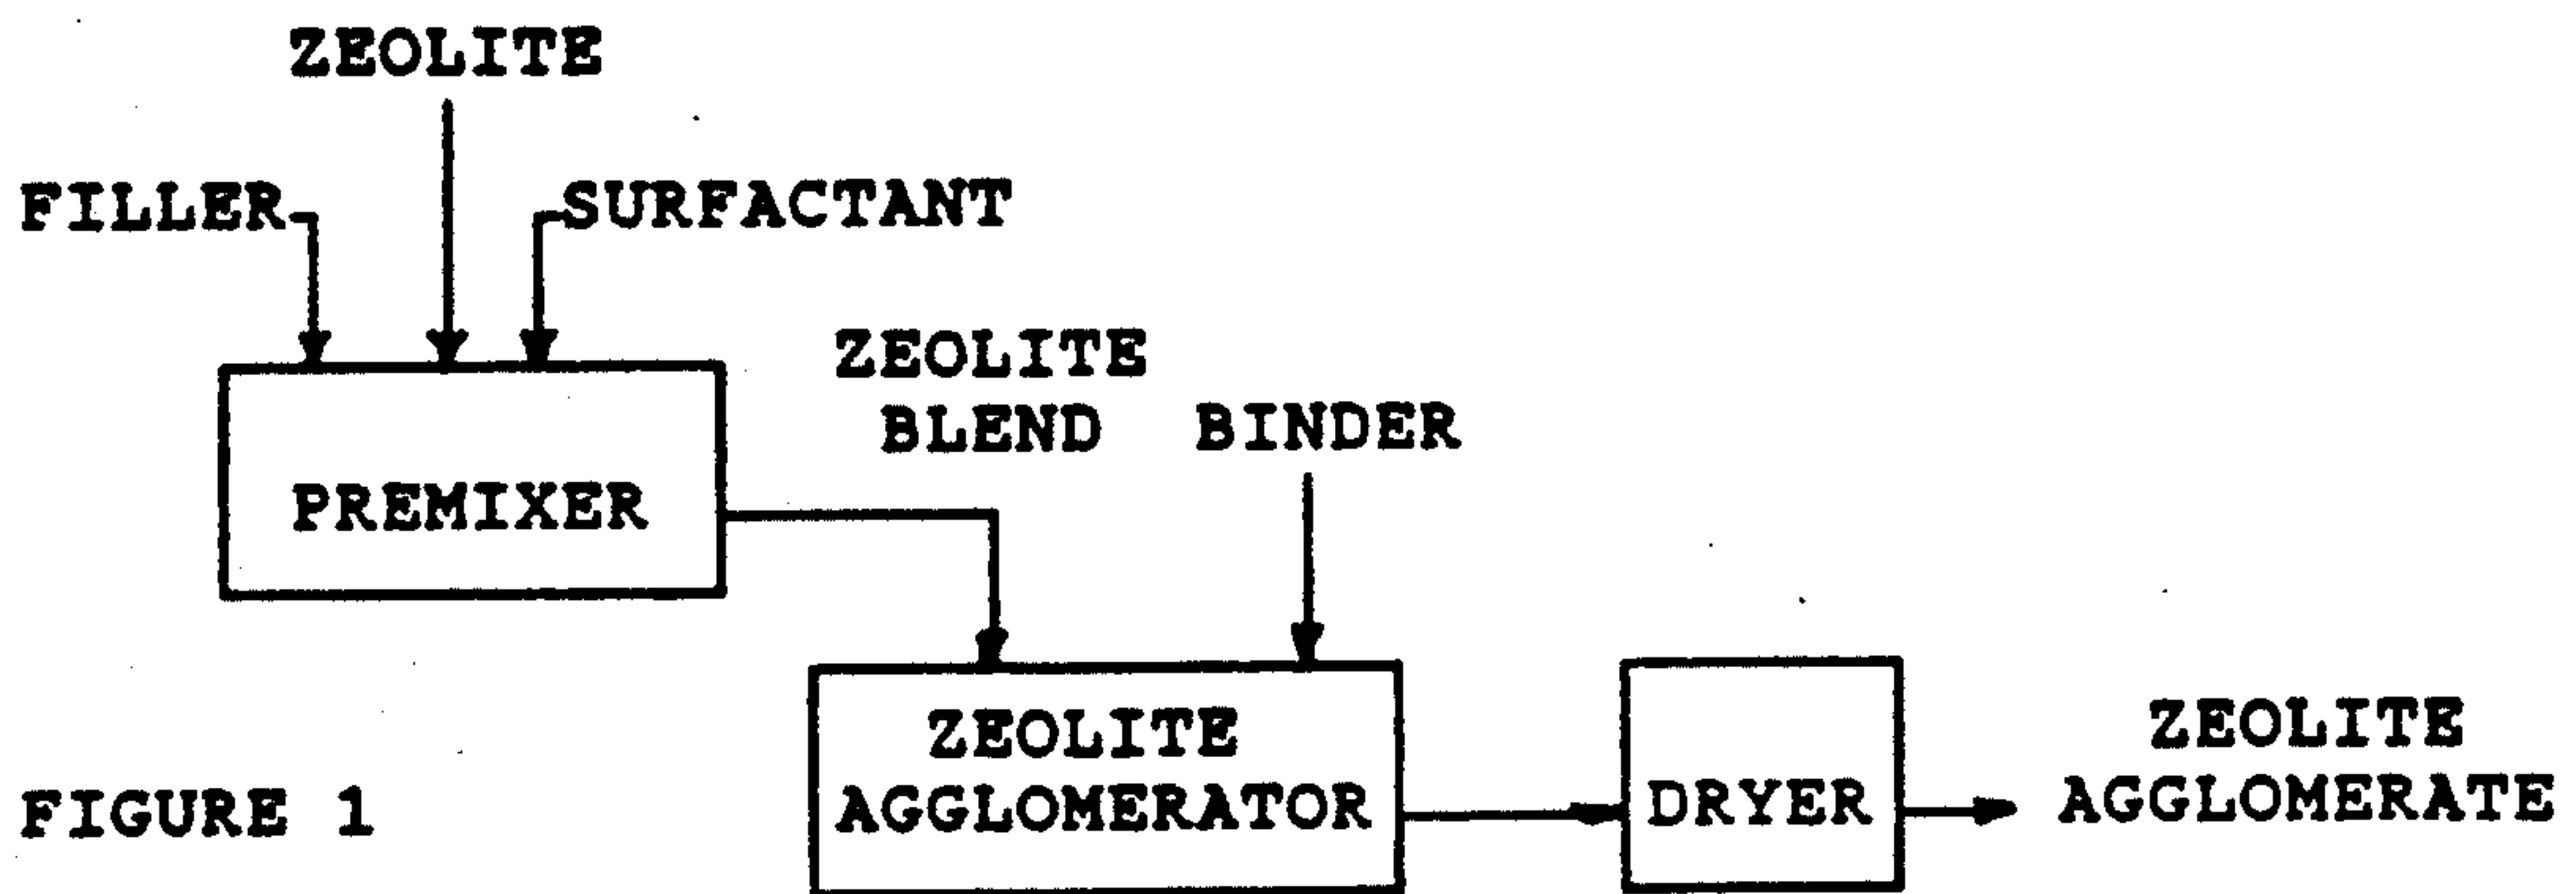 ZEOLITE
FILLER
SURFACTANT
ZEOLITE
BLEND
BINDER
PREMIXER
ZEOLITE
AGGLOMERATOR
DRYER
ZEOLITE
AGGLOMERATE
FIGURE 1